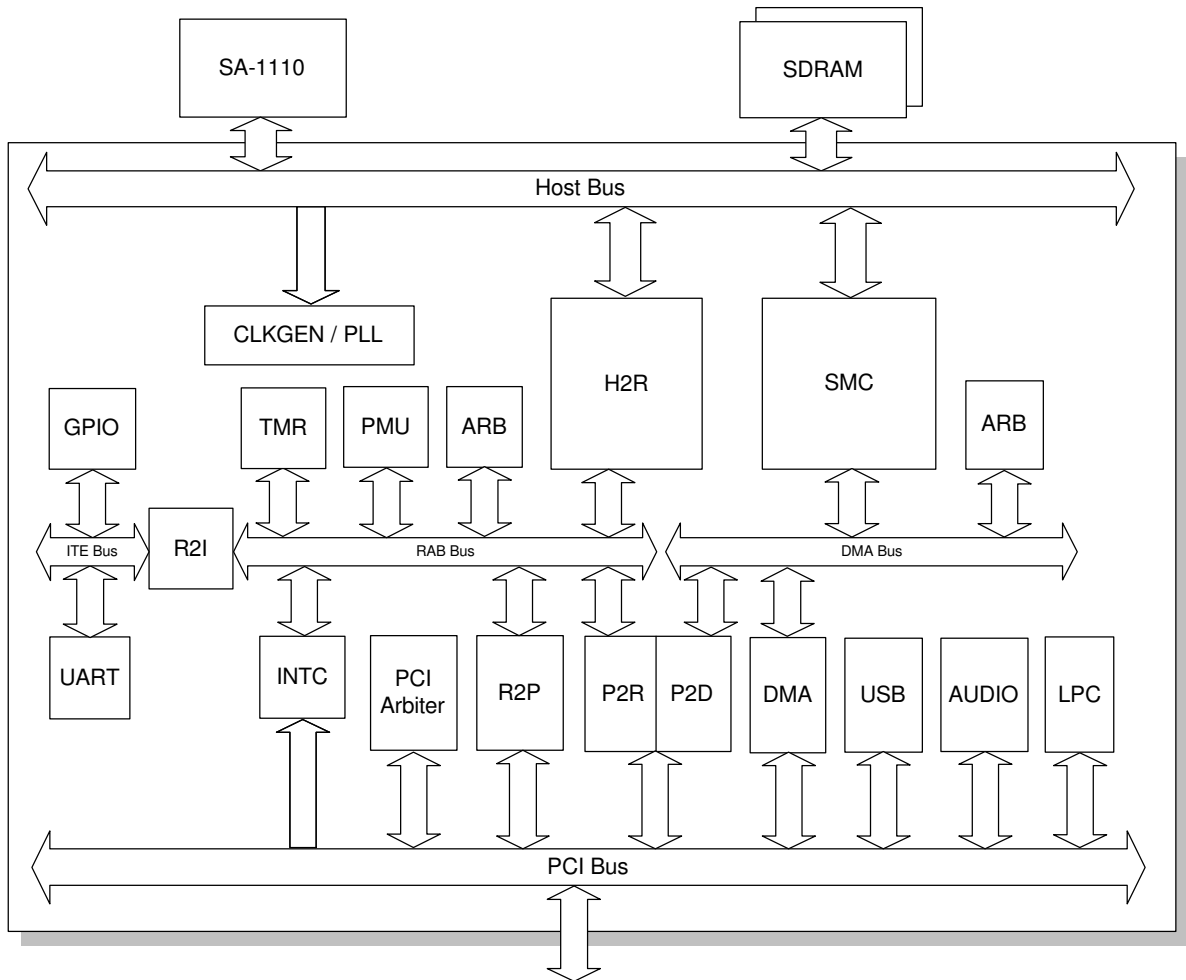 SA-1110
SDRAM
Host Bus
CLKGEN / PLL
H2R
SMC
GPIO
TMR
PMU
ARB
ARB
ITE Bus
R2I
RAB Bus
DMA Bus
UART
INTC
PCI
Arbiter
R2P
P2R
P2D
DMA
USB
AUDIO
LPC
PCI Bus